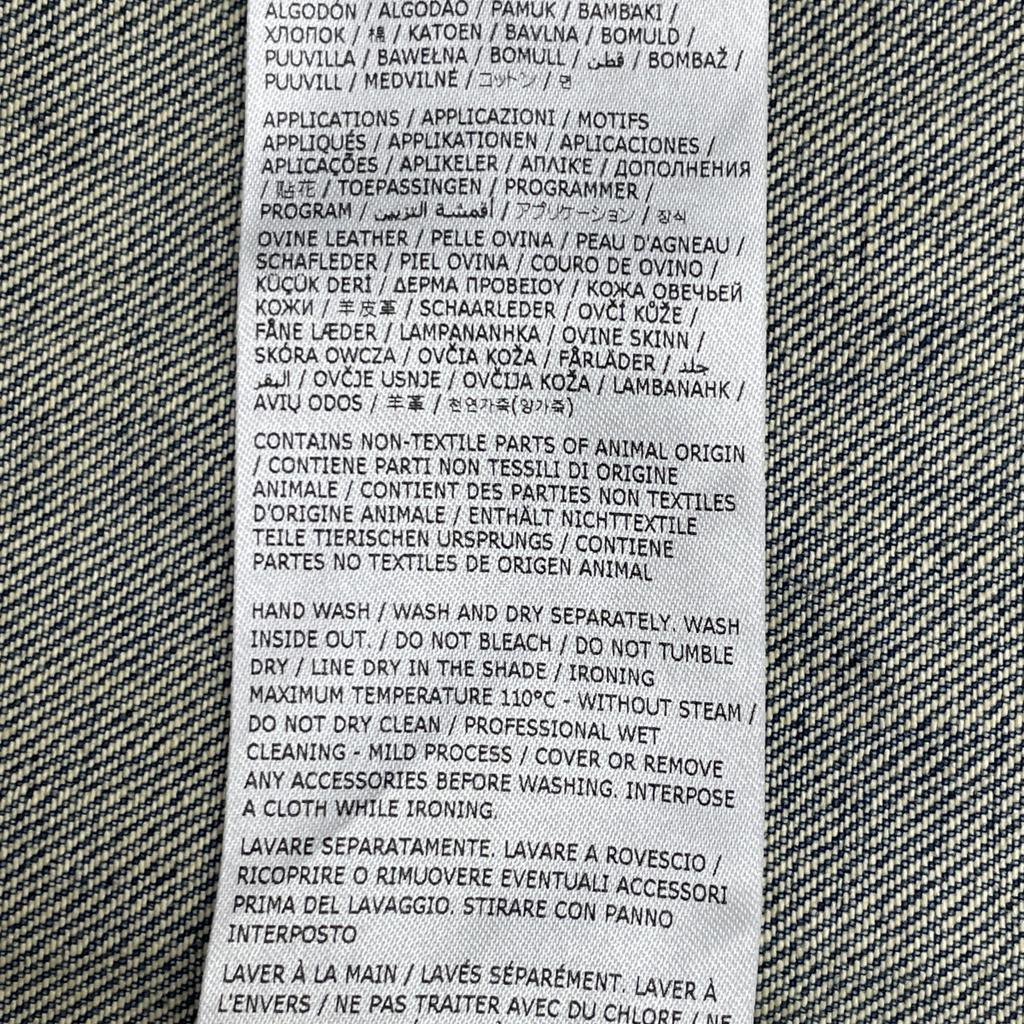 ALGODÓN / ALGODÃO / PAMUK / BAMBAKI /
ХЛОПОК / 棉 / KATOEN / BAVLNA / BOMULD /
PUUVILLA / BAWEŁNA / BOMULL / قطن / BOMBAŽ /
PUUVILL / MEDVILNÉ / コットン / 면
APPLICATIONS / APPLICAZIONI / MOTIFS
APPLIQUÉS / APPLIKATIONEN / APLICACIONES /
APLICAÇÕES / APLIKELER / ΑΠΛΙΚΕ / ДОПОЛНЕНИЯ
/ 貼花 / TOEPASSINGEN / PROGRAMMER /
PROGRAM / أقمشة التزيين / アプリケーション / 장식
OVINE LEATHER / PELLE OVINA / PEAU D'AGNEAU /
SCHAFLEDER / PIEL OVINA / COURO DE OVINO /
KÜÇÜK DERİ / ΔΕΡΜΑ ΠΡΟΒΕΙΟΥ / КОЖА ОВЕЧЬЕЙ
КОЖИ / 羊皮革 / SCHAARLEDER / OVČÍ KŮŽE /
FÅNE LÆDER / LAMPANANHKA / OVINE SKINN /
SKÓRA OWCZA / OVČIA KOŽA / FÅRLÄDER / جلد
البقر / OVČJE USNJE / OVČIJA KOŽA / LAMBANAHK /
AVIŲ ODOS / 羊革 / 천연가죽(양가죽)
CONTAINS NON-TEXTILE PARTS OF ANIMAL ORIGIN
/ CONTIENE PARTI NON TESSILI DI ORIGINE
ANIMALE / CONTIENT DES PARTIES NON TEXTILES
D'ORIGINE ANIMALE / ENTHÄLT NICHTTEXTILE
TEILE TIERISCHEN URSPRUNGS / CONTIENE
PARTES NO TEXTILES DE ORIGEN ANIMAL
HAND WASH / WASH AND DRY SEPARATELY. WASH
INSIDE OUT. / DO NOT BLEACH / DO NOT TUMBLE
DRY / LINE DRY IN THE SHADE / IRONING
MAXIMUM TEMPERATURE 110°C - WITHOUT STEAM /
DO NOT DRY CLEAN / PROFESSIONAL WET
CLEANING - MILD PROCESS / COVER OR REMOVE
ANY ACCESSORIES BEFORE WASHING. INTERPOSE
A CLOTH WHILE IRONING.
LAVARE SEPARATAMENTE. LAVARE A ROVESCIO /
RICOPRIRE O RIMUOVERE EVENTUALI ACCESSORI
PRIMA DEL LAVAGGIO. STIRARE CON PANNO
INTERPOSTO
LAVER À LA MAIN / LAVÉS SÉPARÉMENT. LAVER À
L'ENVERS / NE PAS TRAITER AVEC DU CHLORE / NE